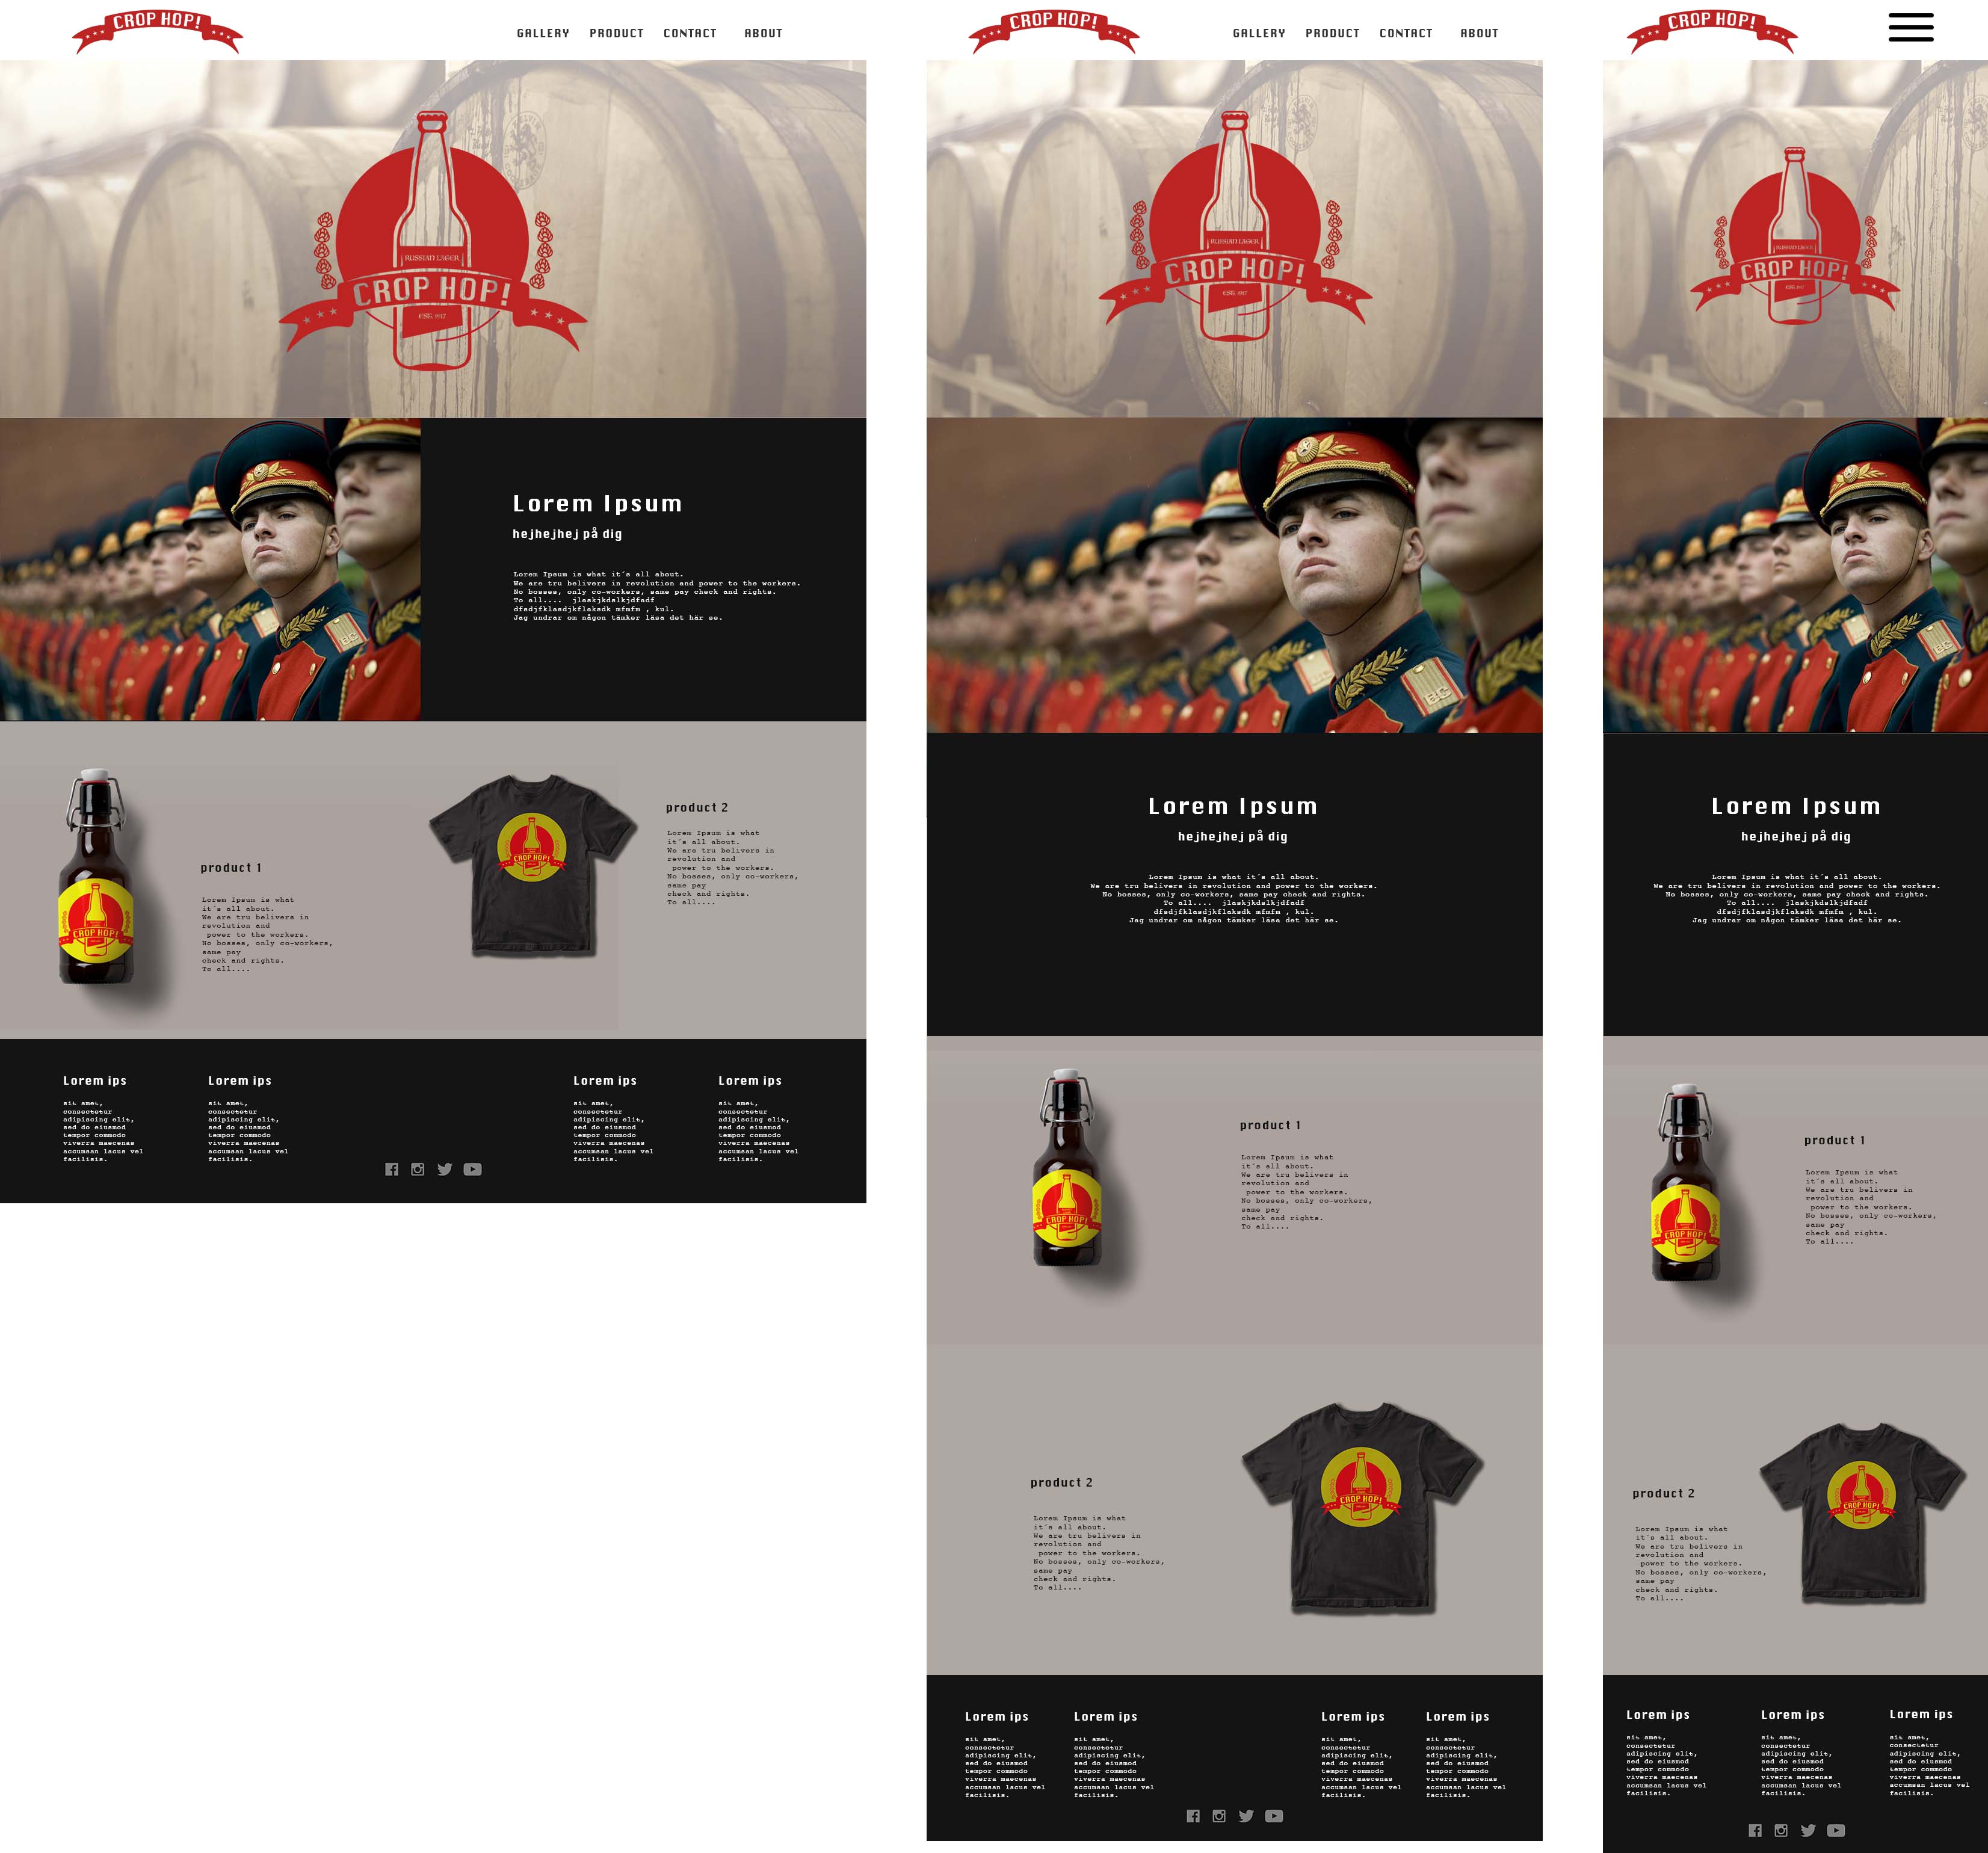 CROP HOP!
GALLERY PRODUCT CONTACT ABOUT
RUSSIAN LAGER
CROP HOP!
EST. 1917
Lorem Ipsum
hejhejhej på dig
Lorem Ipsum is what it´s all about.
We are tru belivers in revolution and power to the workers.
No bosses, only co-workers, same pay check and rights.
To all.... jlaskjkdslkjdfadf
dfsdjfklasdjkflaksdk mfmfm , kul.
Jag undrar om någon tämker läsa det här se.
CROP HOP!
product 1
Lorem Ipsum is what
it´s all about.
We are tru belivers in
revolution and
power to the workers.
No bosses, only co-workers,
same pay
check and rights.
To all....
CROP HOP!
product 2
Lorem Ipsum is what
it´s all about.
We are tru belivers in
revolution and
power to the workers.
No bosses, only co-workers,
same pay
check and rights.
To all....
Lorem ips
sit amet,
consectetur
adipiscing elit,
sed do eiusmod
tempor commodo
viverra maecenas
accumsan lacus vel
facilisis.
Lorem ips
sit amet,
consectetur
adipiscing elit,
sed do eiusmod
tempor commodo
viverra maecenas
accumsan lacus vel
facilisis.
Lorem ips
sit amet,
consectetur
adipiscing elit,
sed do eiusmod
tempor commodo
viverra maecenas
accumsan lacus vel
facilisis.
Lorem ips
sit amet,
consectetur
adipiscing elit,
sed do eiusmod
tempor commodo
viverra maecenas
accumsan lacus vel
facilisis.
CROP HOP!
GALLERY PRODUCT CONTACT ABOUT
RUSSIAN LAGER
CROP HOP!
EST. 1917
Lorem Ipsum
hejhejhej på dig
Lorem Ipsum is what it´s all about.
We are tru belivers in revolution and power to the workers.
No bosses, only co-workers, same pay check and rights.
To all.... jlaskjkdslkjdfadf
dfsdjfklasdjkflaksdk mfmfm , kul.
Jag undrar om någon tämker läsa det här se.
CROP HOP!
product 1
Lorem Ipsum is what
it´s all about.
We are tru belivers in
revolution and
power to the workers.
No bosses, only co-workers,
same pay
check and rights.
To all....
product 2
Lorem Ipsum is what
it´s all about.
We are tru belivers in
revolution and
power to the workers.
No bosses, only co-workers,
same pay
check and rights.
To all....
CROP HOP!
Lorem ips
sit amet,
consectetur
adipiscing elit,
sed do eiusmod
tempor commodo
viverra maecenas
accumsan lacus vel
facilisis.
Lorem ips
sit amet,
consectetur
adipiscing elit,
sed do eiusmod
tempor commodo
viverra maecenas
accumsan lacus vel
facilisis.
Lorem ips
sit amet,
consectetur
adipiscing elit,
sed do eiusmod
tempor commodo
viverra maecenas
accumsan lacus vel
facilisis.
Lorem ips
sit amet,
consectetur
adipiscing elit,
sed do eiusmod
tempor commodo
viverra maecenas
accumsan lacus vel
facilisis.
CROP HOP!
RUSSIAN LAGER
CROP HOP!
EST. 1917
Lorem Ipsum
hejhejhej på dig
Lorem Ipsum is what it´s all about.
We are tru belivers in revolution and power to the workers.
No bosses, only co-workers, same pay check and rights.
To all.... jlaskjkdslkjdfadf
dfsdjfklasdjkflaksdk mfmfm , kul.
Jag undrar om någon tämker läsa det här se.
CROP HOP!
product 1
Lorem Ipsum is what
it´s all about.
We are tru belivers in
revolution and
power to the workers.
No bosses, only co-workers,
same pay
check and rights.
To all....
product 2
Lorem Ipsum is what
it´s all about.
We are tru belivers in
revolution and
power to the workers.
No bosses, only co-workers,
same pay
check and rights.
To all....
CROP HOP!
Lorem ips
sit amet,
consectetur
adipiscing elit,
sed do eiusmod
tempor commodo
viverra maecenas
accumsan lacus vel
facilisis.
Lorem ips
sit amet,
consectetur
adipiscing elit,
sed do eiusmod
tempor commodo
viverra maecenas
accumsan lacus vel
facilisis.
Lorem ips
sit amet,
consectetur
adipiscing elit,
sed do eiusmod
tempor commodo
viverra maecenas
accumsan lacus vel
facilisis.